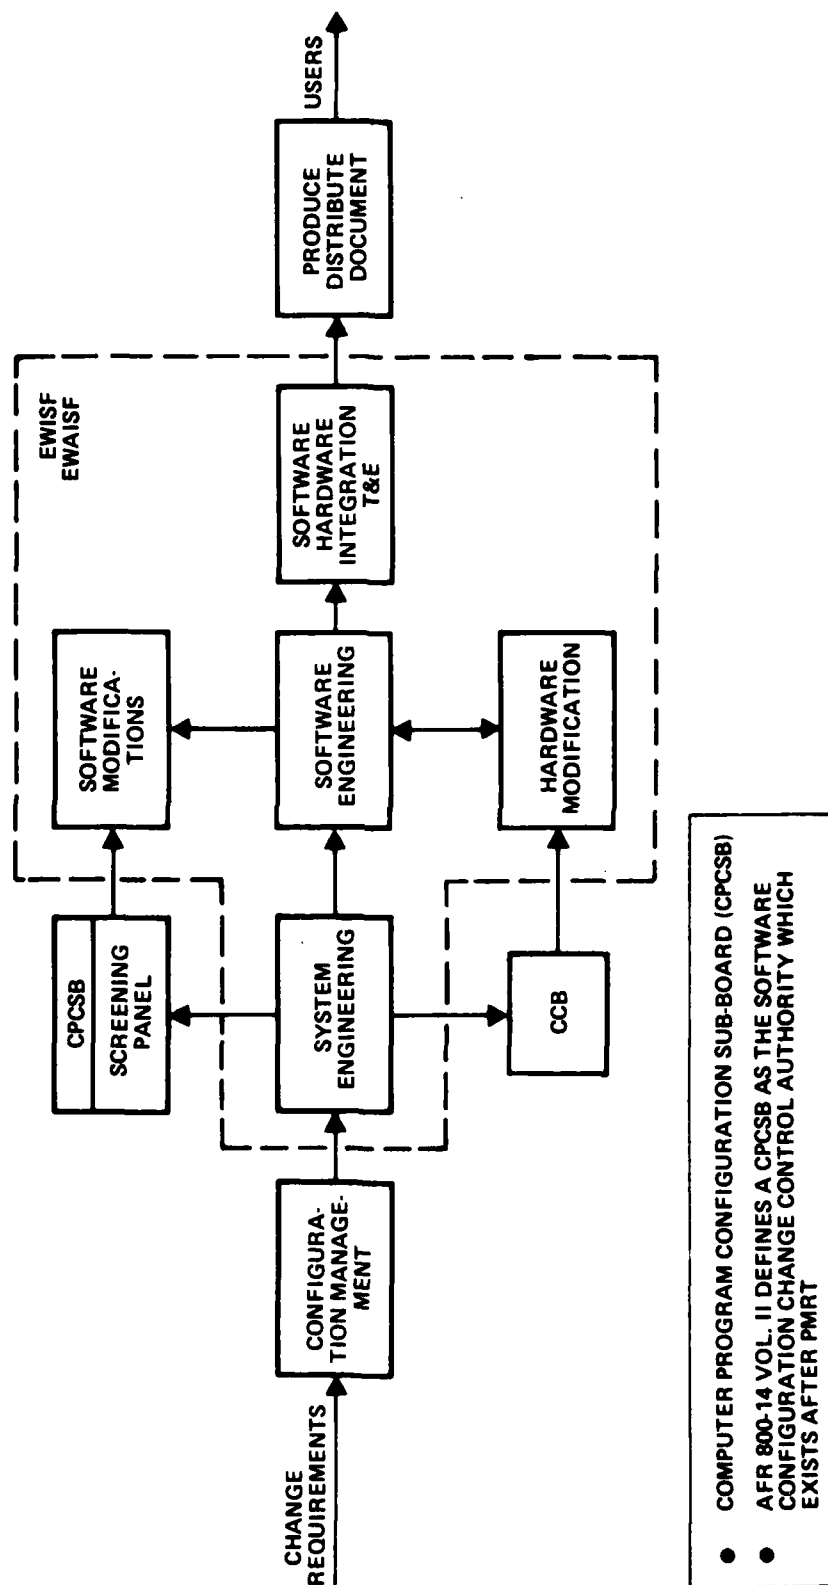 CHANGE
REQUIREMENTS
CONFIGURA-
TION MANAGE-
MENT
SYSTEM
ENGINEERING
CPCSB
SCREENING
PANEL
CCB
SOFTWARE
MODIFICA-
TIONS
SOFTWARE
ENGINEERING
HARDWARE
MODIFICATION
EWISF
EWAISF
SOFTWARE
HARDWARE
INTEGRATION
T&E
PRODUCE
DISTRIBUTE
DOCUMENT
USERS
● COMPUTER PROGRAM CONFIGURATION SUB-BOARD (CPCSB)
● AFR 800-14 VOL. II DEFINES A CPCSB AS THE SOFTWARE
CONFIGURATION CHANGE CONTROL AUTHORITY WHICH
EXISTS AFTER PMRT